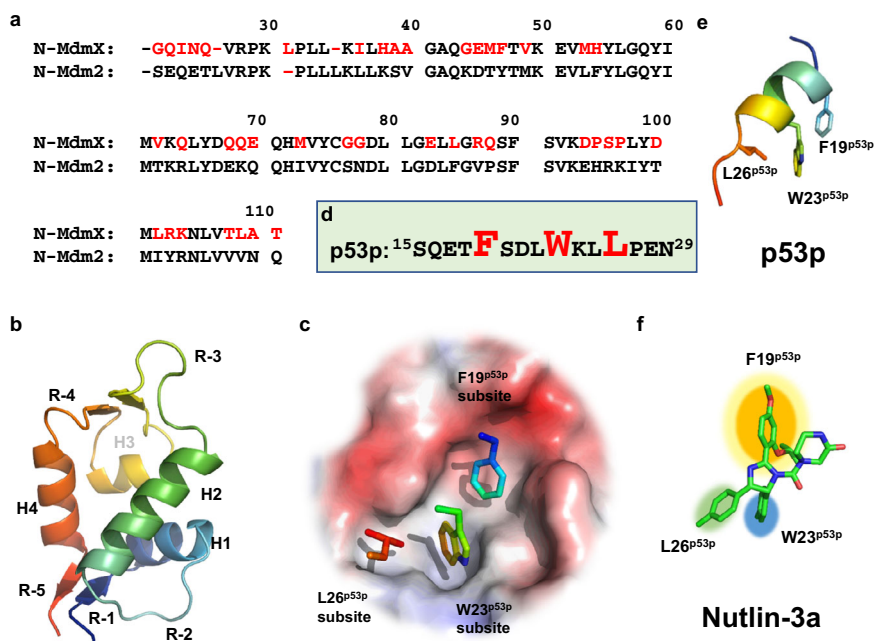 a
30 40 50 60
N-MdmX: -GQINQ-VRPK LPLL-KILHAA GAQGEMFTVK EVMHYLGQYI
N-Mdm2: SEQETLVRPK -PLLLKLLKSV GAQKDTYTMK EVLFYLGQYI
70 80 90 100
N-MdmX: MVKQLYDQQE QHMVYCGGDL LGELLGRQSF SVKDPSPLYD
N-Mdm2: MTKRLYDEKQ QHIVYCSNDL LGDLFGVPSF SVKEHRKIYT
110
N-MdmX: MLRKNLVTLA T
N-Mdm2: MIYRNLVVVN Q
d
p53p: ¹⁵SQETFSDLWKLLPEN²⁹
e
F19p53p
L26p53p
W23p53p
p53p
b
R-3
R-4
H3
H4
H2
H1
R-5
R-1
R-2
c
F19p53p
subsite
L26p53p
subsite
W23p53p
subsite
f
F19p53p
L26p53p
W23p53p
Nutlin-3a